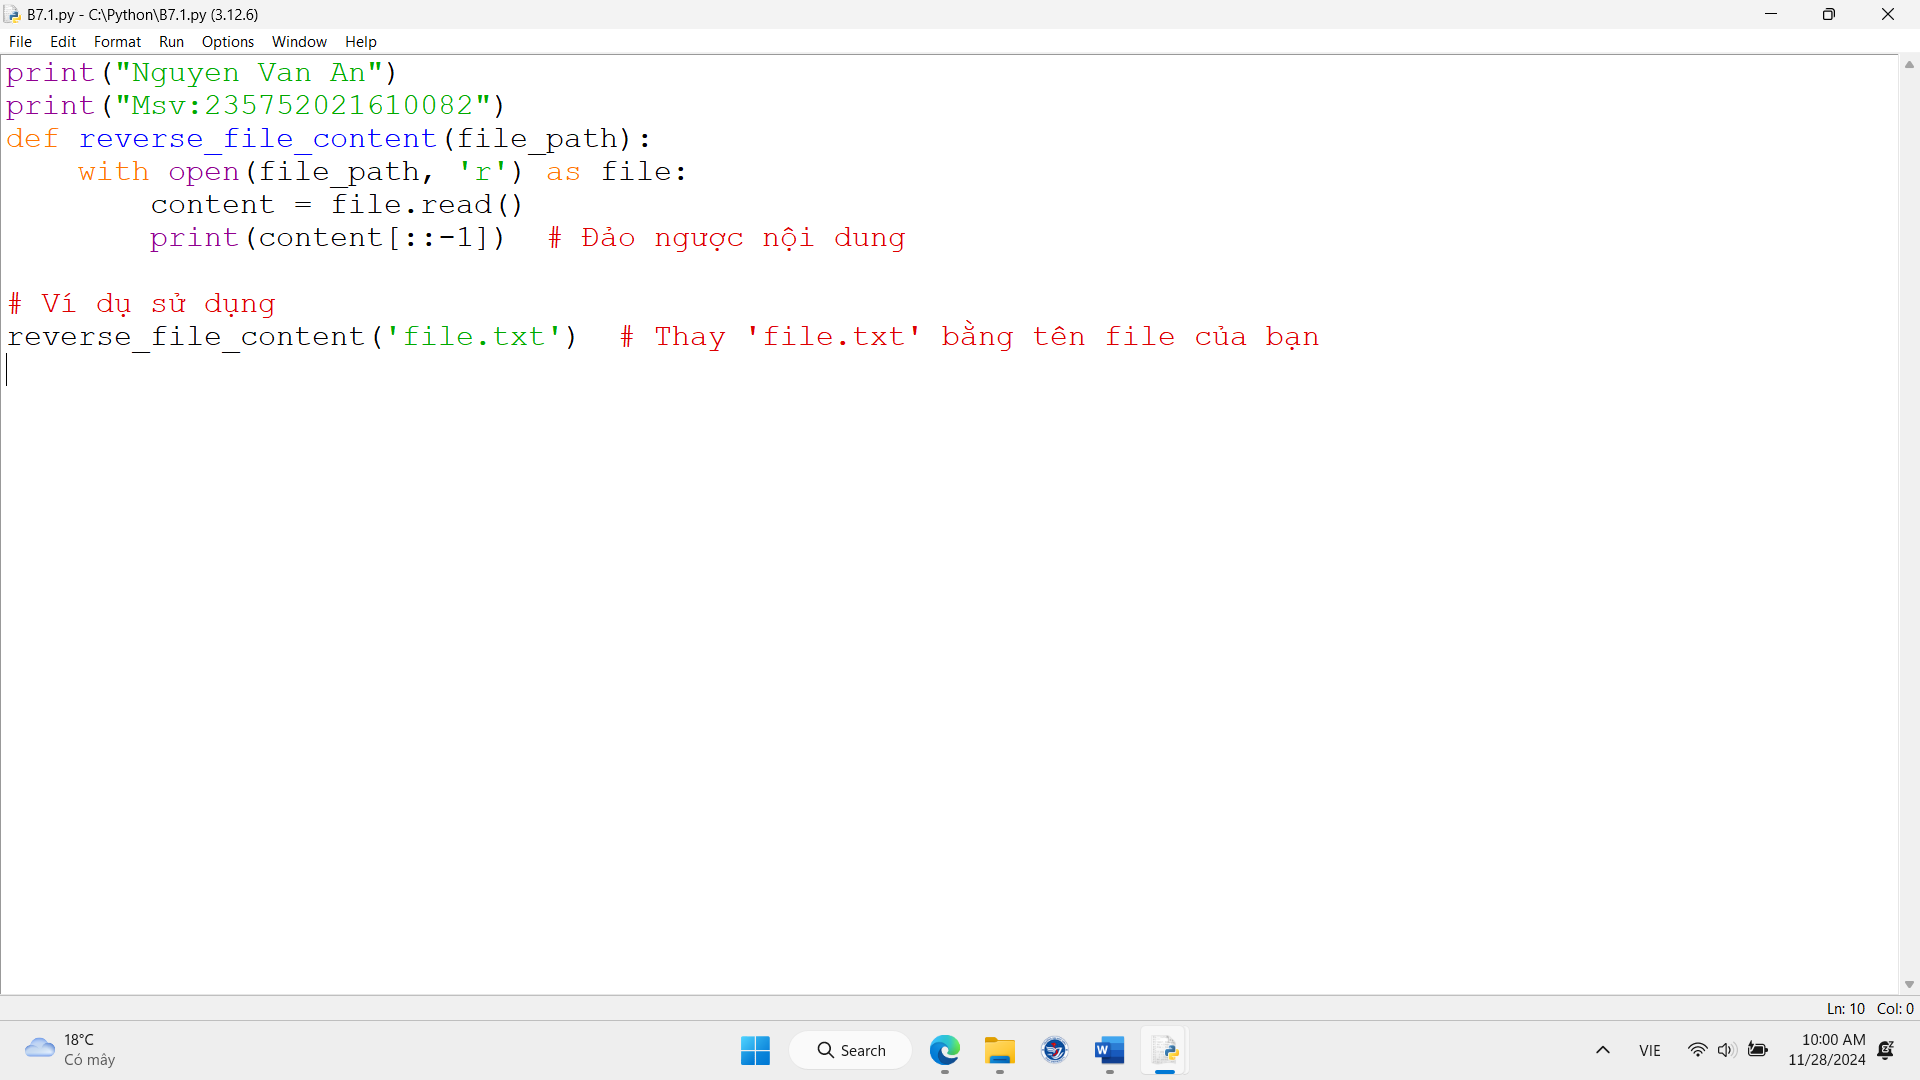 B7.1.py - C:\Python\B7.1.py (3.12.6)
File Edit Format Run Options Window Help
print("Nguyen Van An")
print("Msv:235752021610082")
def reverse_file_content(file_path):
    with open(file_path, 'r') as file:
        content = file.read()
        print(content[::-1])  # Đảo ngược nội dung

# Ví dụ sử dụng
reverse_file_content('file.txt')  # Thay 'file.txt' bằng tên file của bạn
Ln: 10 Col: 0
18°C
Có mây
Search
VIE
10:00 AM
11/28/2024